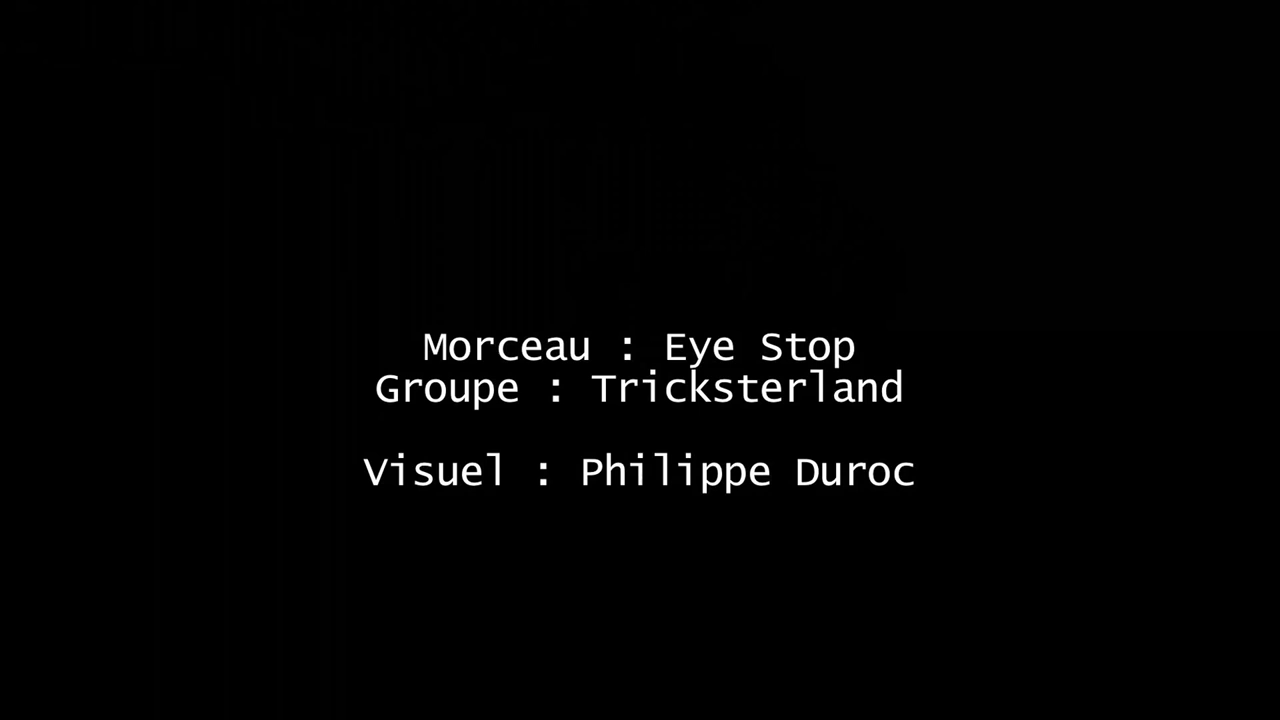 Morceau : Eye Stop
Groupe : Tricksterland
Visuel : Philippe Duroc